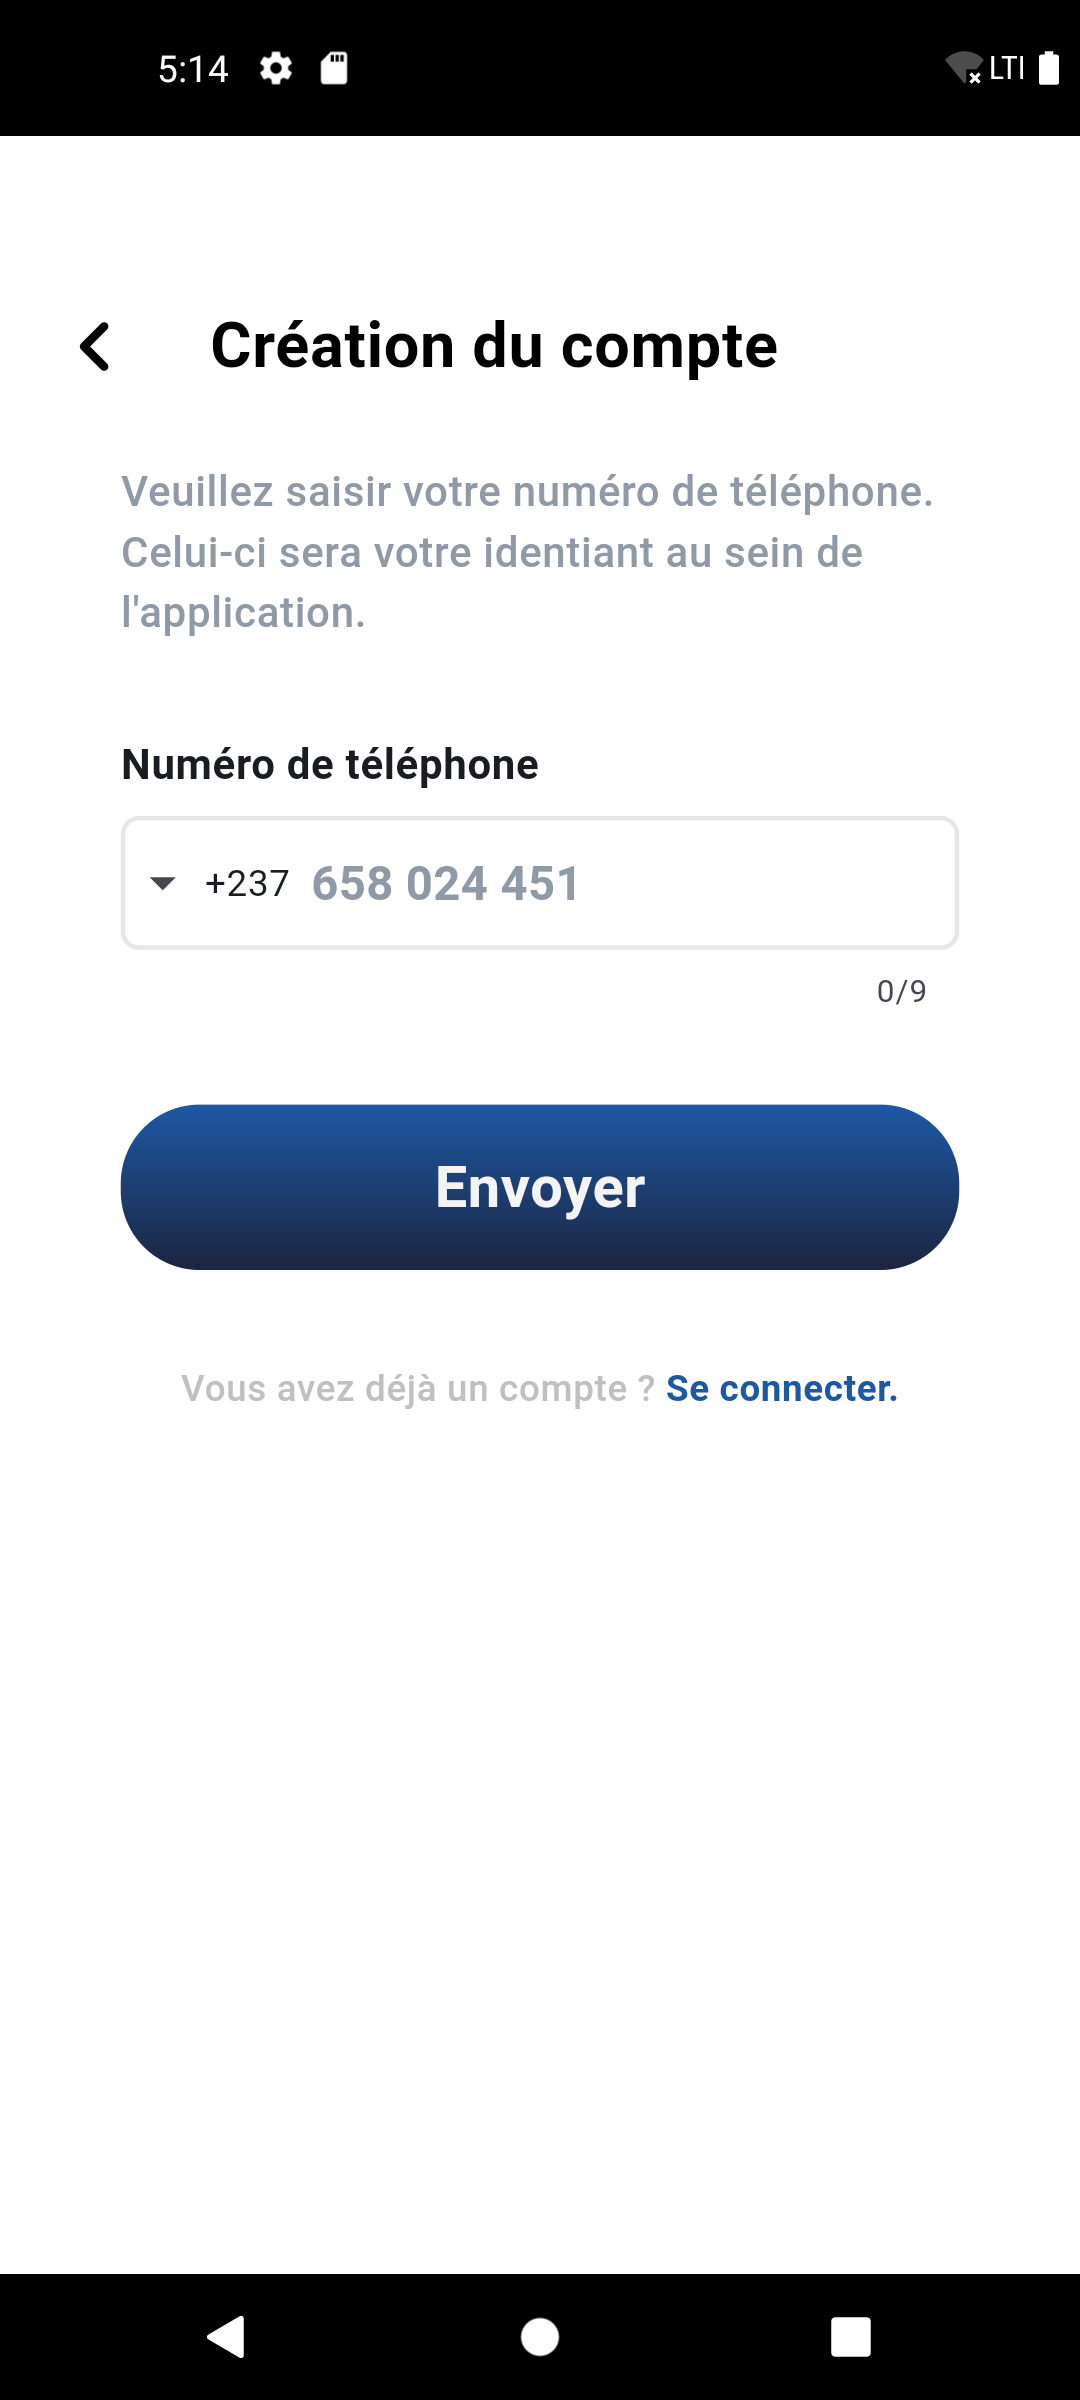 5:14
LTE
Création du compte
Veuillez saisir votre numéro de téléphone.
Celui-ci sera votre identiant au sein de
l'application.
Numéro de téléphone
+237 658 024 451
0/9
Envoyer
Vous avez déjà un compte ? Se connecter.